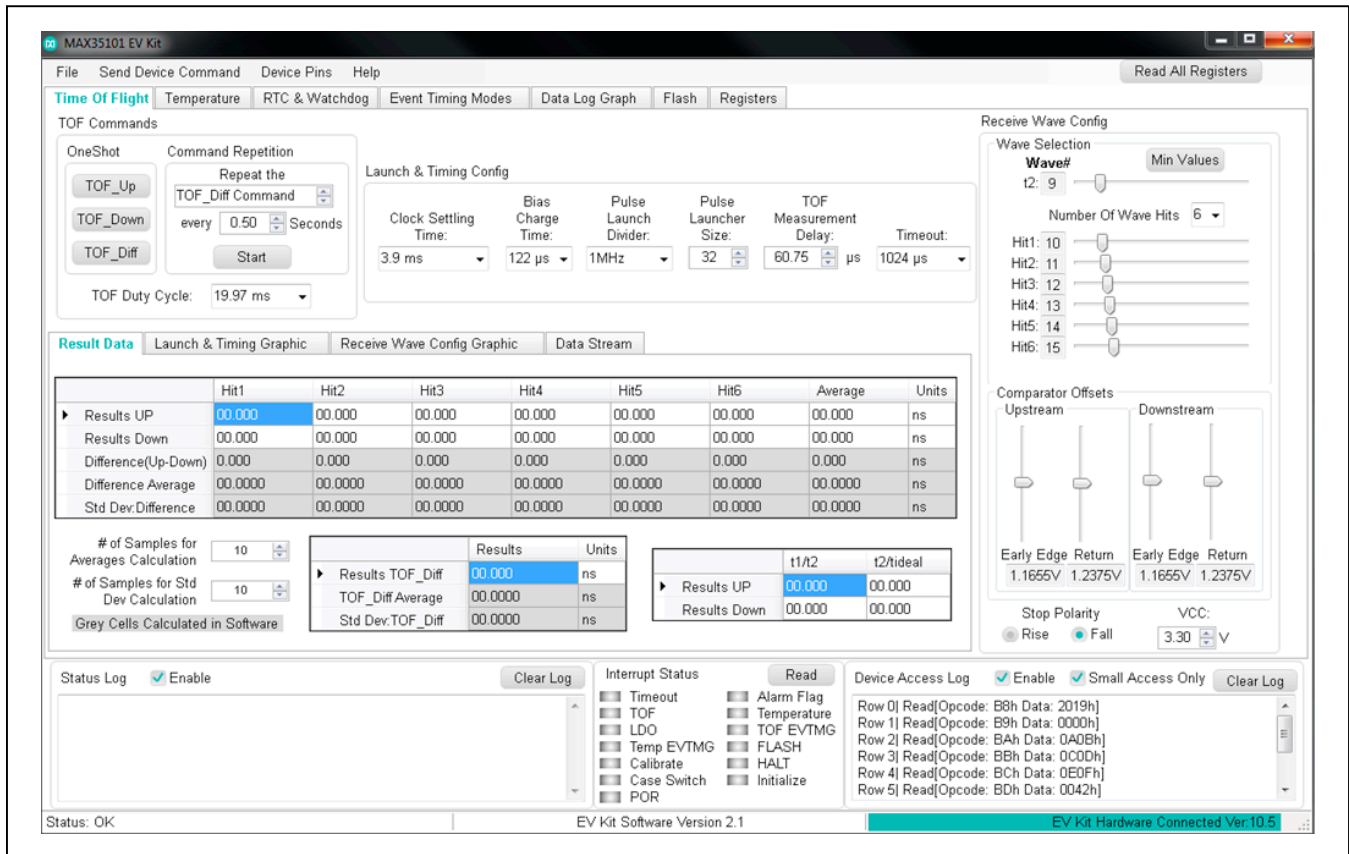 MAX35101 EV Kit
File Send Device Command Device Pins Help Read All Registers
Time Of Flight Temperature RTC & Watchdog Event Timing Modes Data Log Graph Flash Registers
TOF Commands
OneShot
TOF_Up
TOF_Down
TOF_Diff
Command Repetition
Repeat the
TOF_Diff Command
every 0.50 Seconds
Start
TOF Duty Cycle: 19.97 ms
Launch & Timing Config
Clock Settling
Time:
3.9 ms
Bias
Charge
Time:
122 µs
Pulse
Launch
Divider:
1MHz
Pulse
Launcher
Size:
32
TOF
Measurement
Delay:
60.75 µs
Timeout:
1024 µs
Receive Wave Config
Wave Selection
Wave# Min Values
t2: 9
Number Of Wave Hits 6
Hit1: 10
Hit2: 11
Hit3: 12
Hit4: 13
Hit5: 14
Hit6: 15
Comparator Offsets
Upstream Downstream
Early Edge Return Early Edge Return
1.1655V 1.2375V 1.1655V 1.2375V
Stop Polarity
Rise Fall
VCC:
3.30 V
Result Data Launch & Timing Graphic Receive Wave Config Graphic Data Stream
Hit1 Hit2 Hit3 Hit4 Hit5 Hit6 Average Units
Results UP 00.000 00.000 00.000 00.000 00.000 00.000 00.000 ns
Results Down 00.000 00.000 00.000 00.000 00.000 00.000 00.000 ns
Difference(Up-Down) 0.000 0.000 0.000 0.000 0.000 0.000 0.000 ns
Difference Average 00.0000 00.0000 00.0000 00.0000 00.0000 00.0000 00.0000 ns
Std Dev:Difference 00.0000 00.0000 00.0000 00.0000 00.0000 00.0000 00.0000 ns
# of Samples for
Averages Calculation 10
# of Samples for Std
Dev Calculation 10
Grey Cells Calculated in Software
Results Units
Results TOF_Diff 00.000 ns
TOF_Diff Average 00.0000 ns
Std Dev:TOF_Diff 00.0000 ns
t1/t2 t2/tideal
Results UP 00.000 00.000
Results Down 00.000 00.000
Status Log Enable Clear Log
Interrupt Status Read
Timeout Alarm Flag
TOF Temperature
LDO TOF EVTMG
Temp EVTMG FLASH
Calibrate HALT
Case Switch Initialize
POR
Device Access Log Enable Small Access Only Clear Log
Row 0| Read[Opcode: B8h Data: 2019h]
Row 1| Read[Opcode: B9h Data: 0000h]
Row 2| Read[Opcode: BAh Data: 0A0Bh]
Row 3| Read[Opcode: BBh Data: 0C0Dh]
Row 4| Read[Opcode: BCh Data: 0E0Fh]
Row 5| Read[Opcode: BDh Data: 0042h]
Status: OK EV Kit Software Version 2.1 EV Kit Hardware Connected Ver:10.5